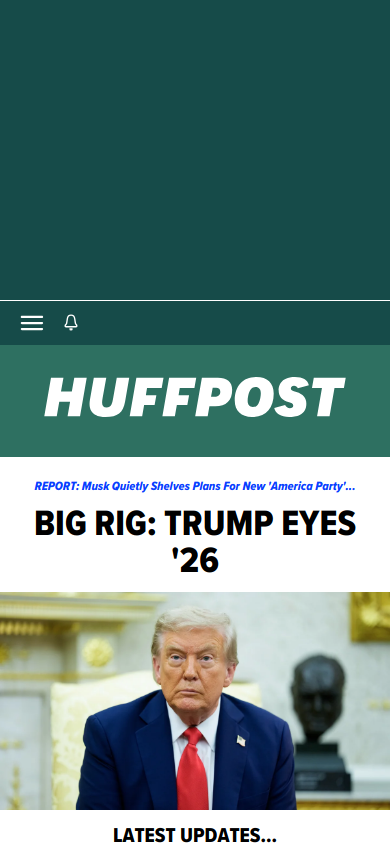 HUFFPOST
REPORT: Musk Quietly Shelves Plans For New 'America Party'...
BIG RIG: TRUMP EYES
'26
LATEST UPDATES...